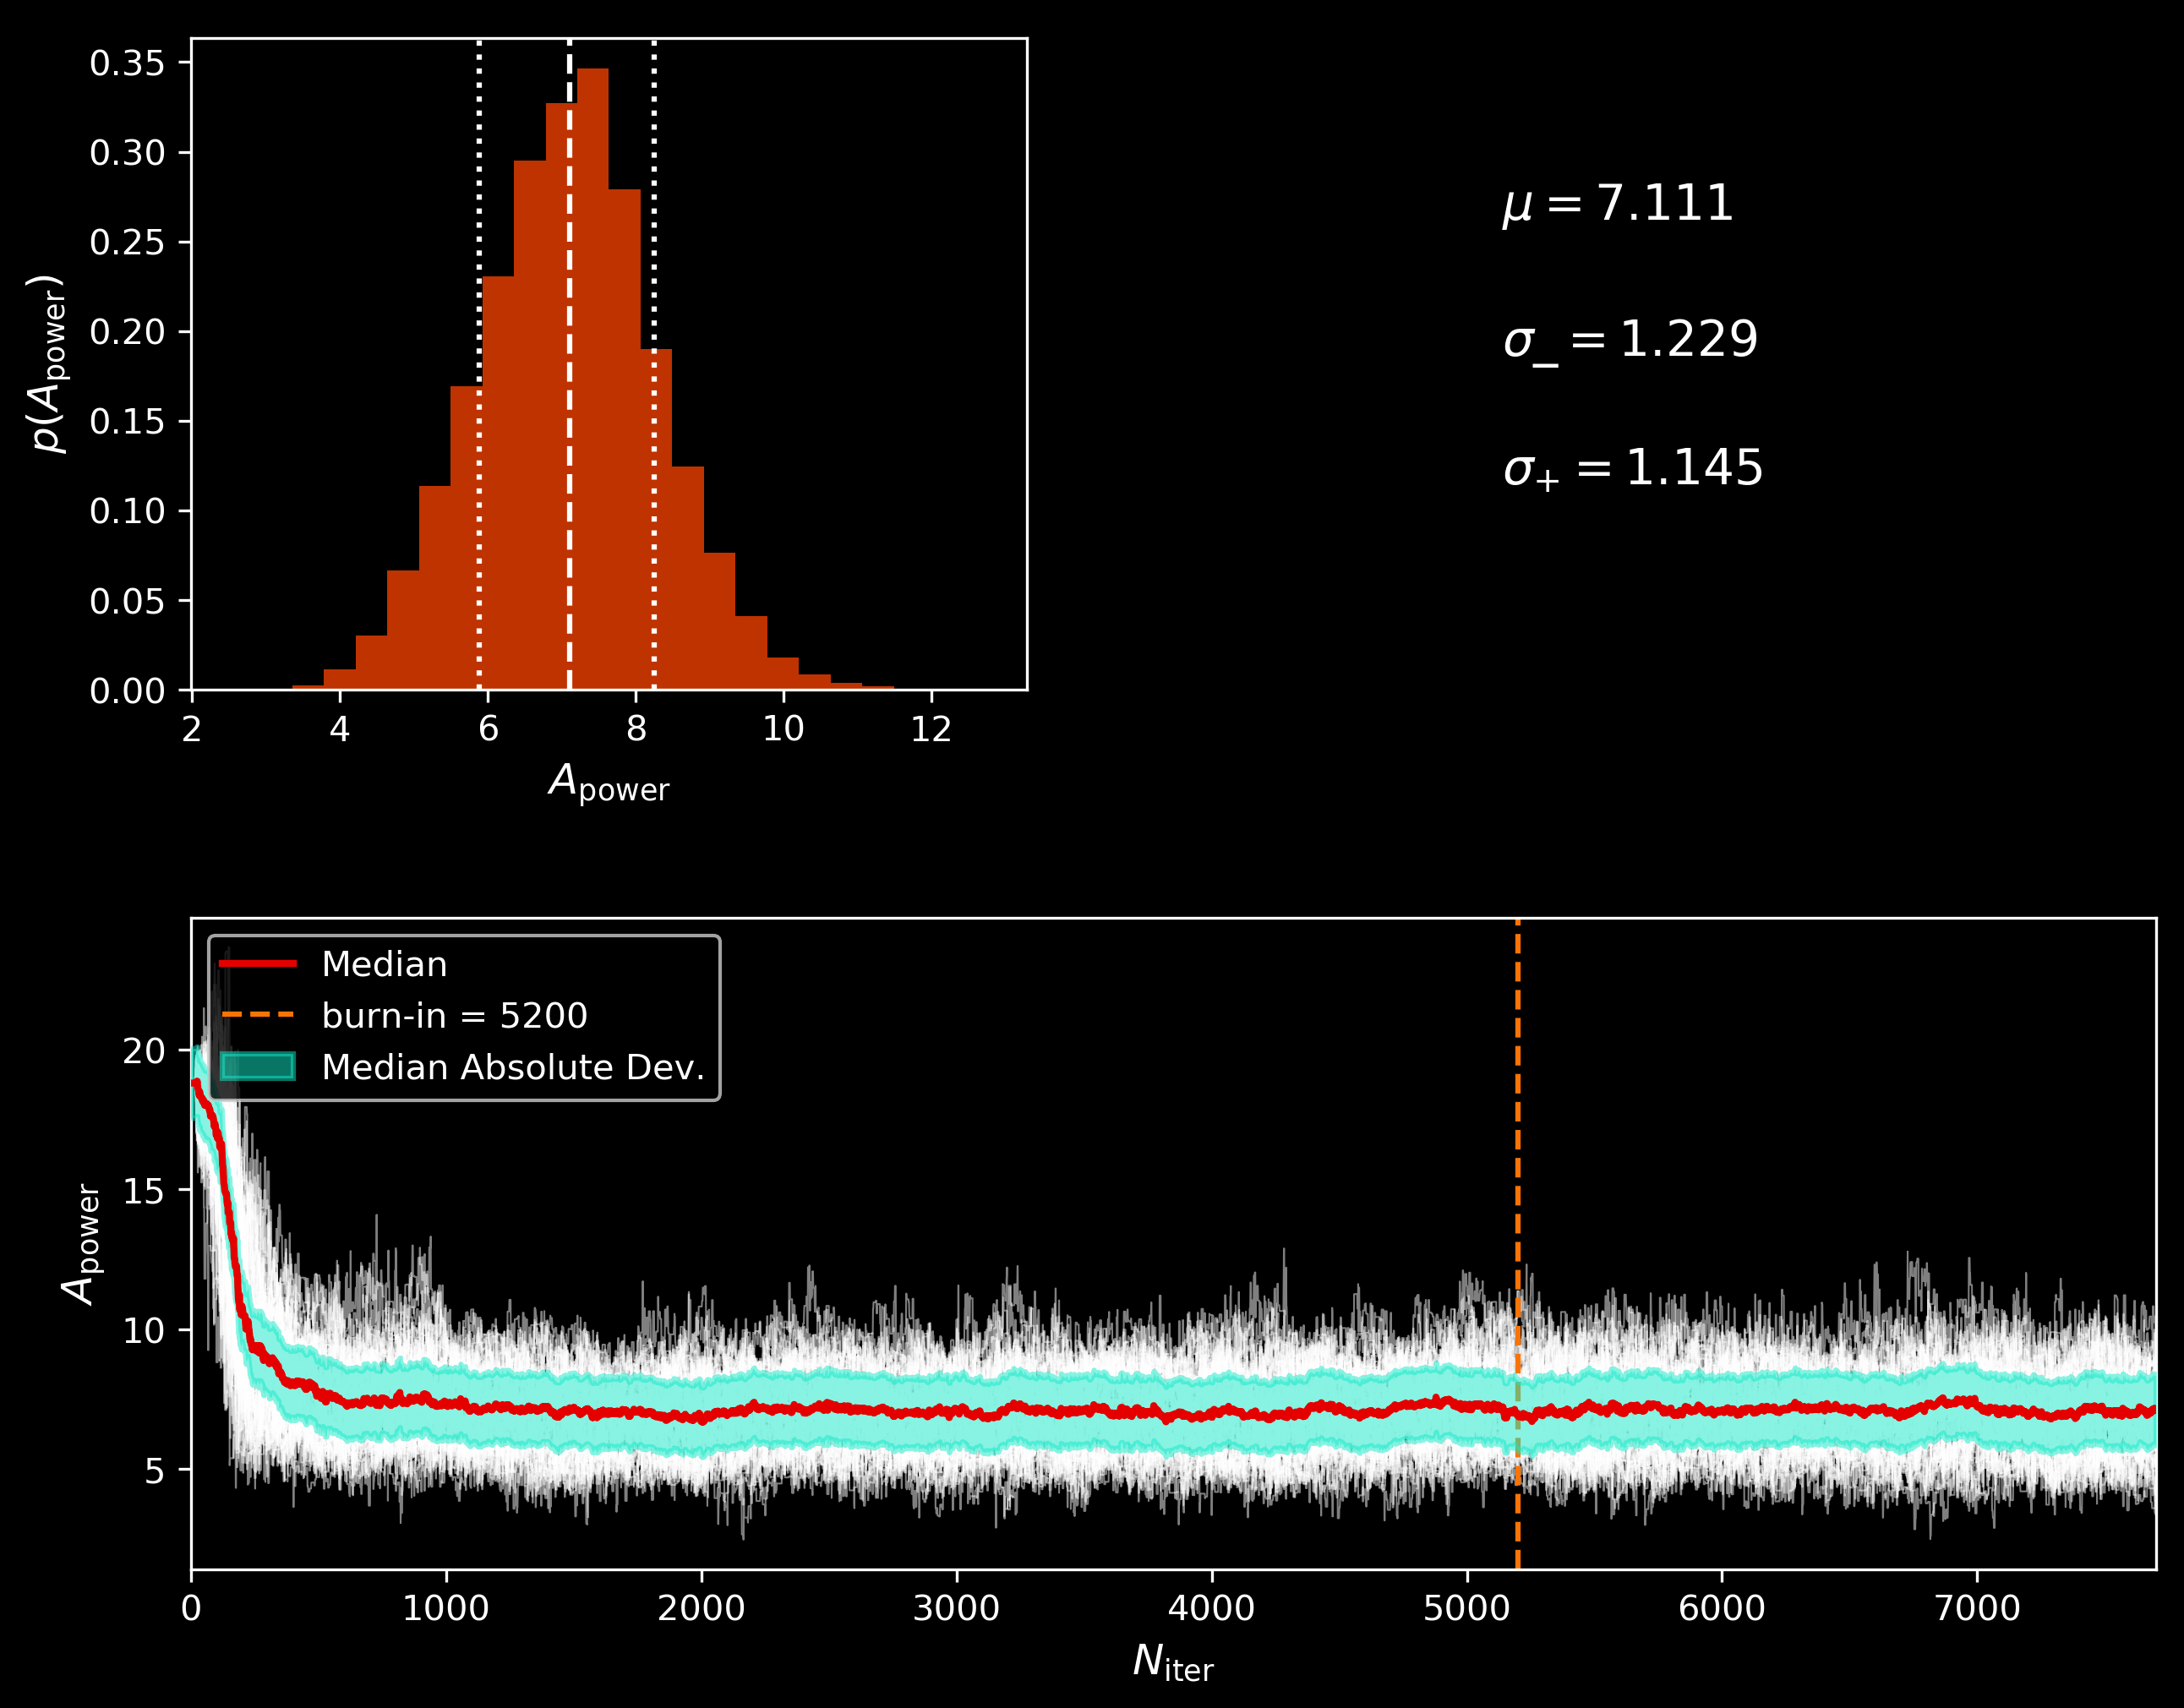 p(A_power)
0.35
0.30
0.25
0.20
0.15
0.10
0.05
0.00
2 4 6 8 10 12
A_power
μ = 7.111
σ_− = 1.229
σ_+ = 1.145
Median
burn-in = 5200
Median Absolute Dev.
A_power
20
15
10
5
0 1000 2000 3000 4000 5000 6000 7000
N_iter